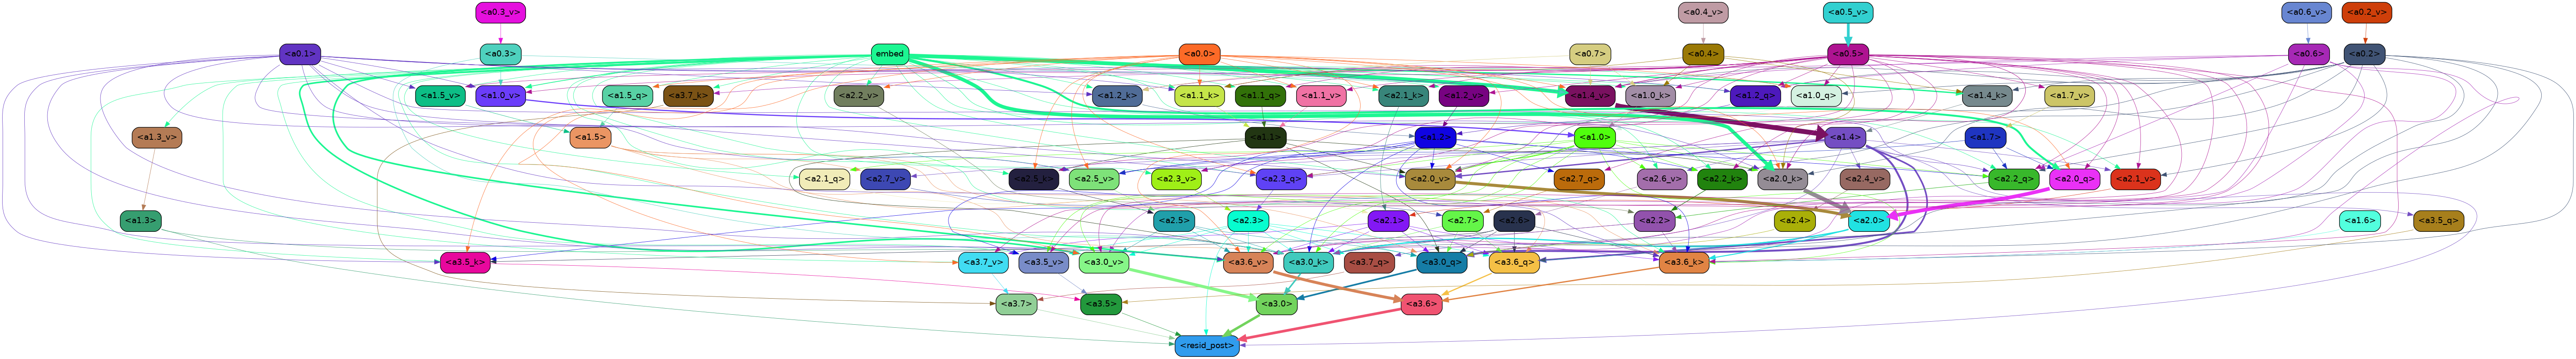 <a0.3_v> <a0.4_v> <a0.5_v> <a0.6_v> <a0.2_v>
<a0.1> <a0.3> embed <a0.0> <a0.7> <a0.4> <a0.5> <a0.6> <a0.2>
<a1.5_v> <a1.0_v> <a1.5_q> <a3.7_k> <a2.2_v> <a1.2_k> <a1.1_k> <a1.1_q> <a1.1_v> <a2.1_k> <a1.2_v> <a1.4_v> <a1.0_k> <a1.2_q> <a1.0_q> <a1.4_k> <a1.7_v>
<a1.3_v> <a1.5> <a1.1> <a1.2> <a1.0> <a1.4> <a1.7>
<a2.1_q> <a2.7_v> <a2.5_k> <a2.5_v> <a2.3_v> <a2.3_q> <a2.0_v> <a2.7_q> <a2.6_v> <a2.2_k> <a2.0_k> <a2.4_v> <a2.2_q> <a2.0_q> <a2.1_v>
<a1.3> <a2.5> <a2.3> <a2.1> <a2.7> <a2.6> <a2.2> <a2.4> <a2.0> <a1.6> <a3.5_q>
<a3.5_k> <a3.7_v> <a3.5_v> <a3.0_v> <a3.6_v> <a3.0_k> <a3.7_q> <a3.0_q> <a3.6_q> <a3.6_k>
<a3.7> <a3.5> <a3.0> <a3.6>
<resid_post>